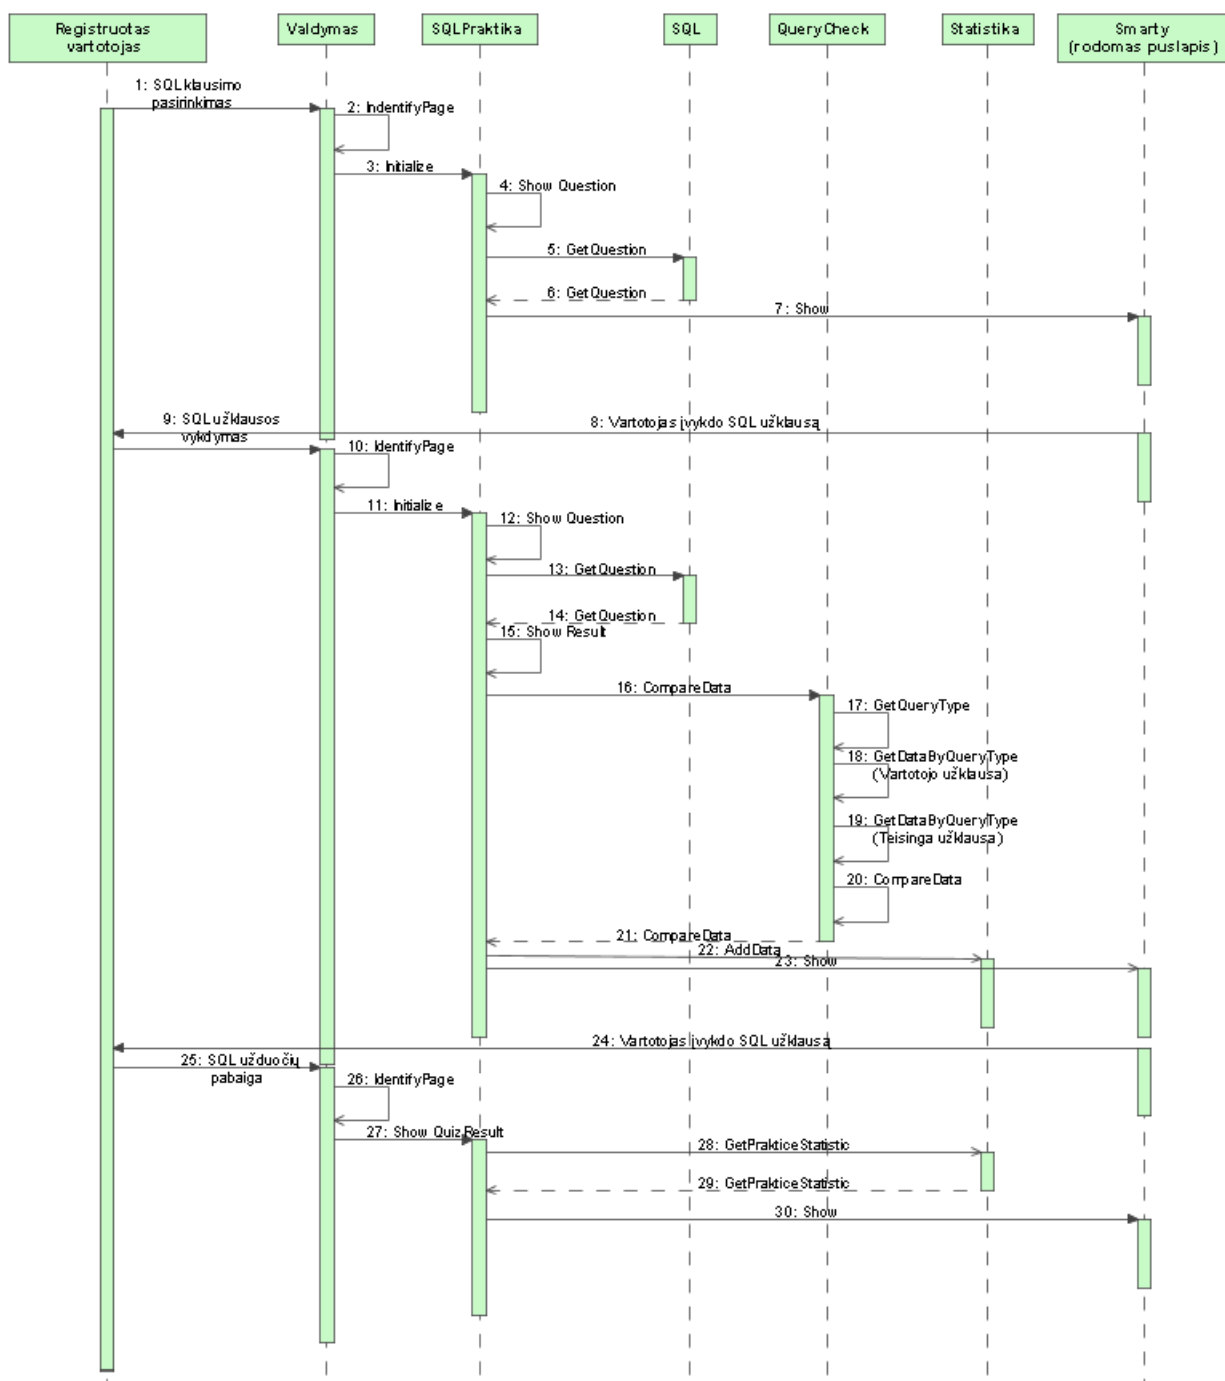 Registruotas
vartotojas
Valdymas
SQLPraktika
SQL
QueryCheck
Statistika
Smarty
(rodomas puslapis)
1: SQL klausimo
pasirinkimas
2: IndentifyPage
3: Initialize
4: Show Question
5: GetQuestion
6: GetQuestion
7: Show
8: Vartotojas įvykdo SQL užklausą
9: SQL užklausos
vykdymas
10: IdentifyPage
11: Initialize
12: Show Question
13: GetQuestion
14: GetQuestion
15: Show Result
16: CompareData
17: GetQueryType
18: GetDataByQueryType
(Vartotojo užklausa)
19: GetDataByQueryType
(Teisinga užklausa)
20: CompareData
21: CompareData
22: AddData
23: Show
24: Vartotojas įvykdo SQL užklausą
25: SQL užduočių
pabaiga
26: IdentifyPage
27: Show QuizResult
28: GetPrakticeStatistic
29: GetPrakticeStatistic
30: Show